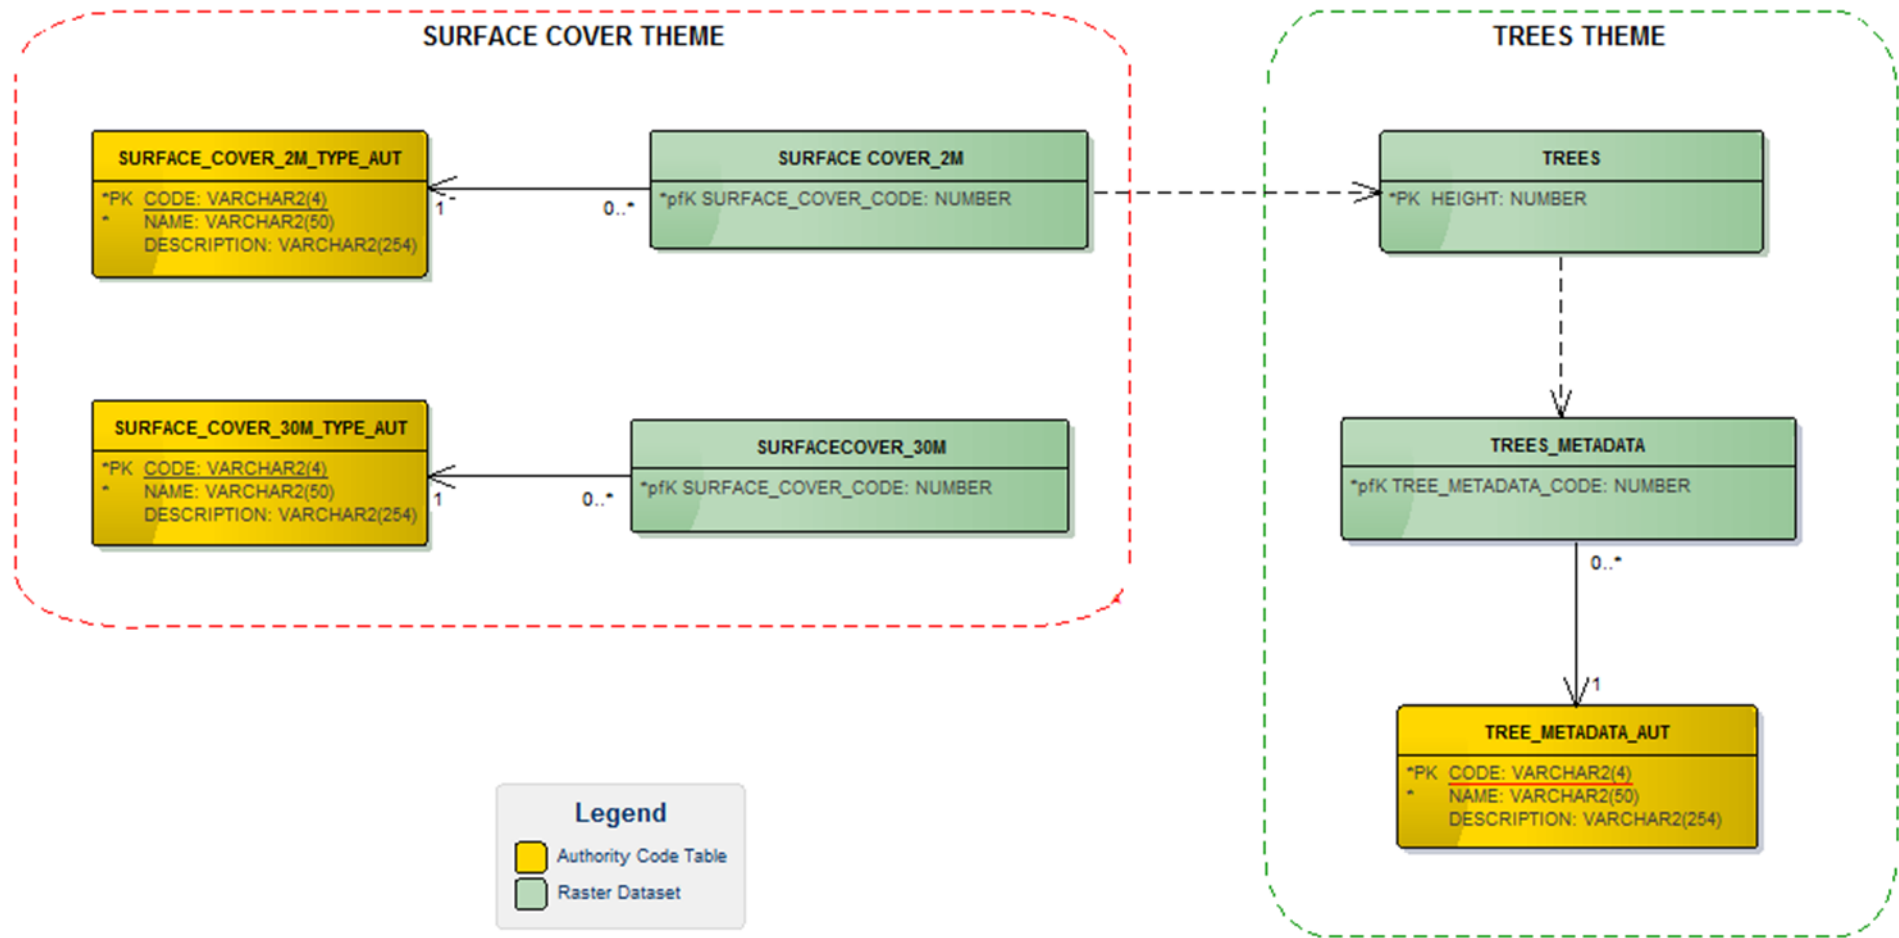 SURFACE COVER THEME
SURFACE_COVER_2M_TYPE_AUT
*PK CODE: VARCHAR2(4)
* NAME: VARCHAR2(50)
DESCRIPTION: VARCHAR2(254)
1
0..*
SURFACE COVER_2M
*pfK SURFACE_COVER_CODE: NUMBER
SURFACE_COVER_30M_TYPE_AUT
*PK CODE: VARCHAR2(4)
* NAME: VARCHAR2(50)
DESCRIPTION: VARCHAR2(254)
1
0..*
SURFACECOVER_30M
*pfK SURFACE_COVER_CODE: NUMBER
TREES THEME
TREES
*PK HEIGHT: NUMBER
TREES_METADATA
*pfK TREE_METADATA_CODE: NUMBER
0..*
1
TREE_METADATA_AUT
*PK CODE: VARCHAR2(4)
* NAME: VARCHAR2(50)
DESCRIPTION: VARCHAR2(254)
Legend
Authority Code Table
Raster Dataset